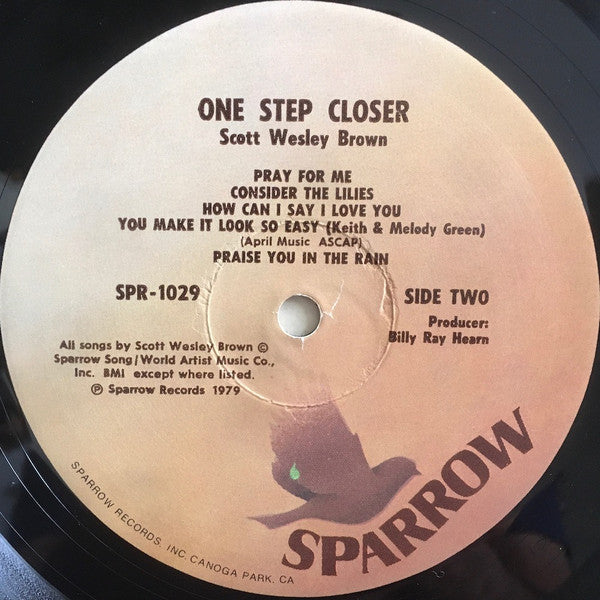 ONE STEP CLOSER
Scott Wesley Brown
PRAY FOR ME
CONSIDER THE LILIES
HOW CAN I SAY I LOVE YOU
YOU MAKE IT LOOK SO EASY (Keith & Melody Green)
(April Music ASCAP)
PRAISE YOU IN THE RAIN
SPR-1029
SIDE TWO
Producer:
Billy Ray Hearn
All songs by Scott Wesley Brown ©
Sparrow Song/World Artist Music Co.,
Inc. BMI except where listed.
℗ Sparrow Records 1979
SPARROW RECORDS, INC. CANOGA PARK, CA
SPARROW